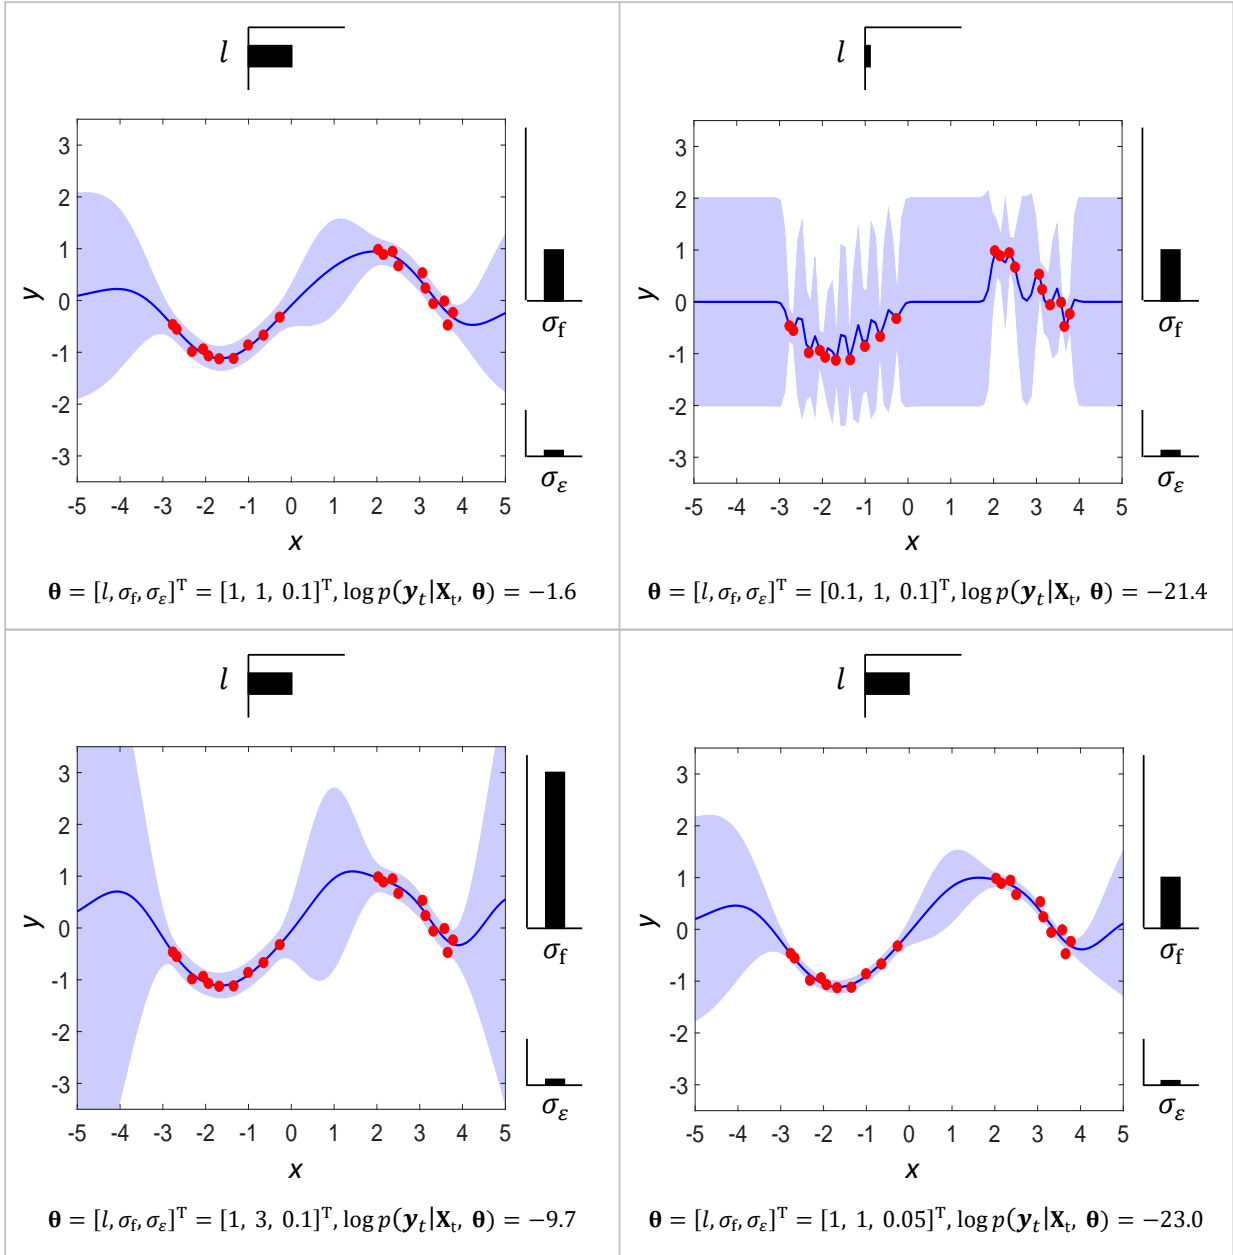 l
l
3
2
1
0
-1
-2
-3
y
-5 -4 -3 -2 -1 0 1 2 3 4 5
x
σf
σε
3
2
1
0
-1
-2
-3
y
-5 -4 -3 -2 -1 0 1 2 3 4 5
x
σf
σε
θ = [l, σf, σε]ᵀ = [1, 1, 0.1]ᵀ, log p(yt|Xt, θ) = −1.6
θ = [l, σf, σε]ᵀ = [0.1, 1, 0.1]ᵀ, log p(yt|Xt, θ) = −21.4
l
l
3
2
1
0
-1
-2
-3
y
-5 -4 -3 -2 -1 0 1 2 3 4 5
x
σf
σε
3
2
1
0
-1
-2
-3
y
-5 -4 -3 -2 -1 0 1 2 3 4 5
x
σf
σε
θ = [l, σf, σε]ᵀ = [1, 3, 0.1]ᵀ, log p(yt|Xt, θ) = −9.7
θ = [l, σf, σε]ᵀ = [1, 1, 0.05]ᵀ, log p(yt|Xt, θ) = −23.0